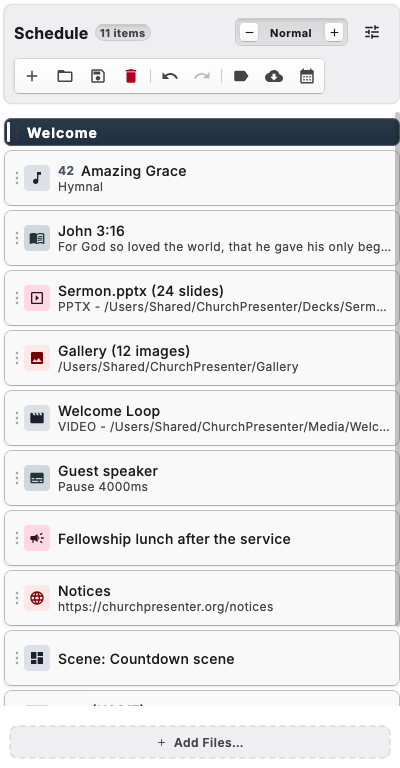 Schedule 11 items − Normal +
Welcome
42 Amazing Grace
Hymnal
John 3:16
For God so loved the world, that he gave his only beg...
Sermon.pptx (24 slides)
PPTX - /Users/Shared/ChurchPresenter/Decks/Serm...
Gallery (12 images)
/Users/Shared/ChurchPresenter/Gallery
Welcome Loop
VIDEO - /Users/Shared/ChurchPresenter/Media/Welc...
Guest speaker
Pause 4000ms
Fellowship lunch after the service
Notices
https://churchpresenter.org/notices
Scene: Countdown scene
+ Add Files...